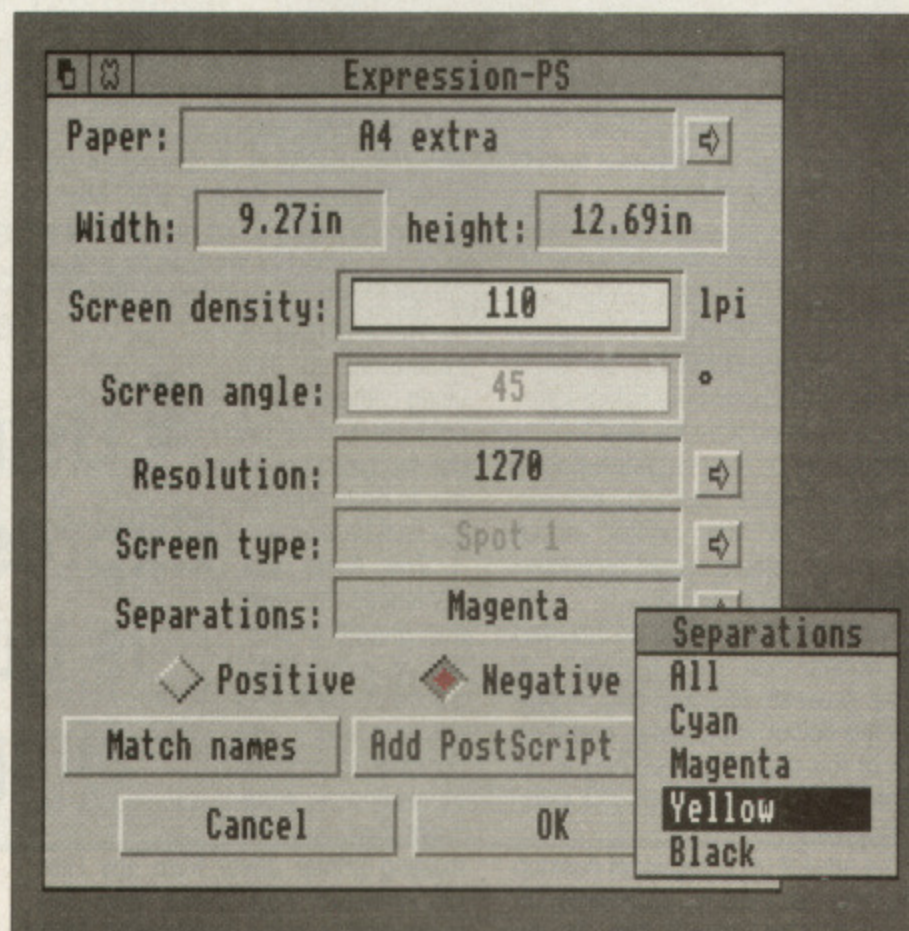 Expression-PS
Paper: A4 extra
Width: 9.27in height: 12.69in
Screen density: 110 lpi
Screen angle: 45 °
Resolution: 1270
Screen type: Spot 1
Separations: Magenta
Positive Negative
Match names Add PostScript
Cancel OK
Separations
All
Cyan
Magenta
Yellow
Black